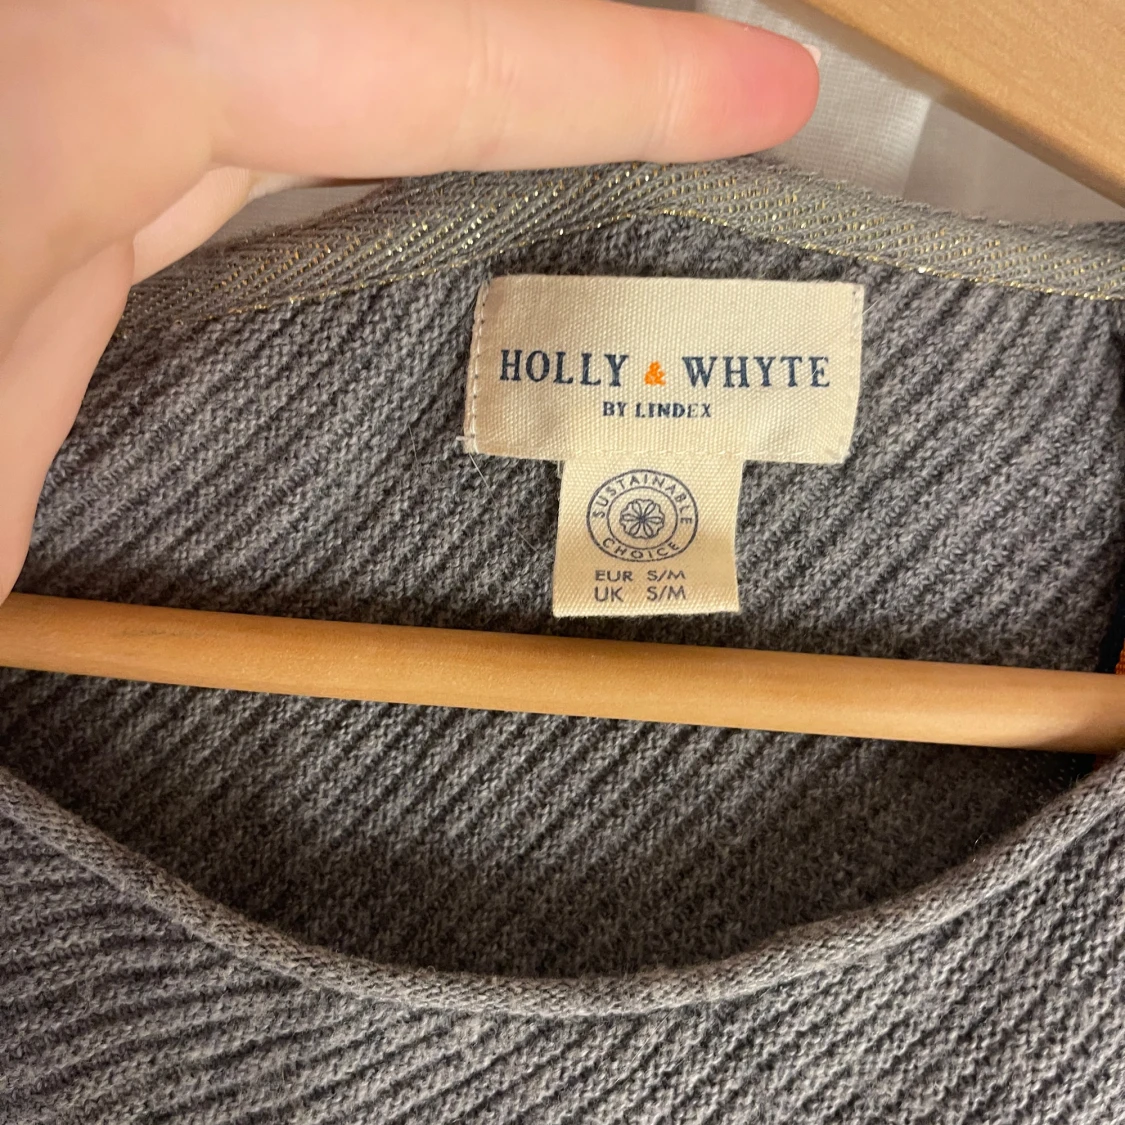 HOLLY & WHYTE
BY LINDEX
SUSTAINABLE
CHOICE
EUR S/M
UK S/M